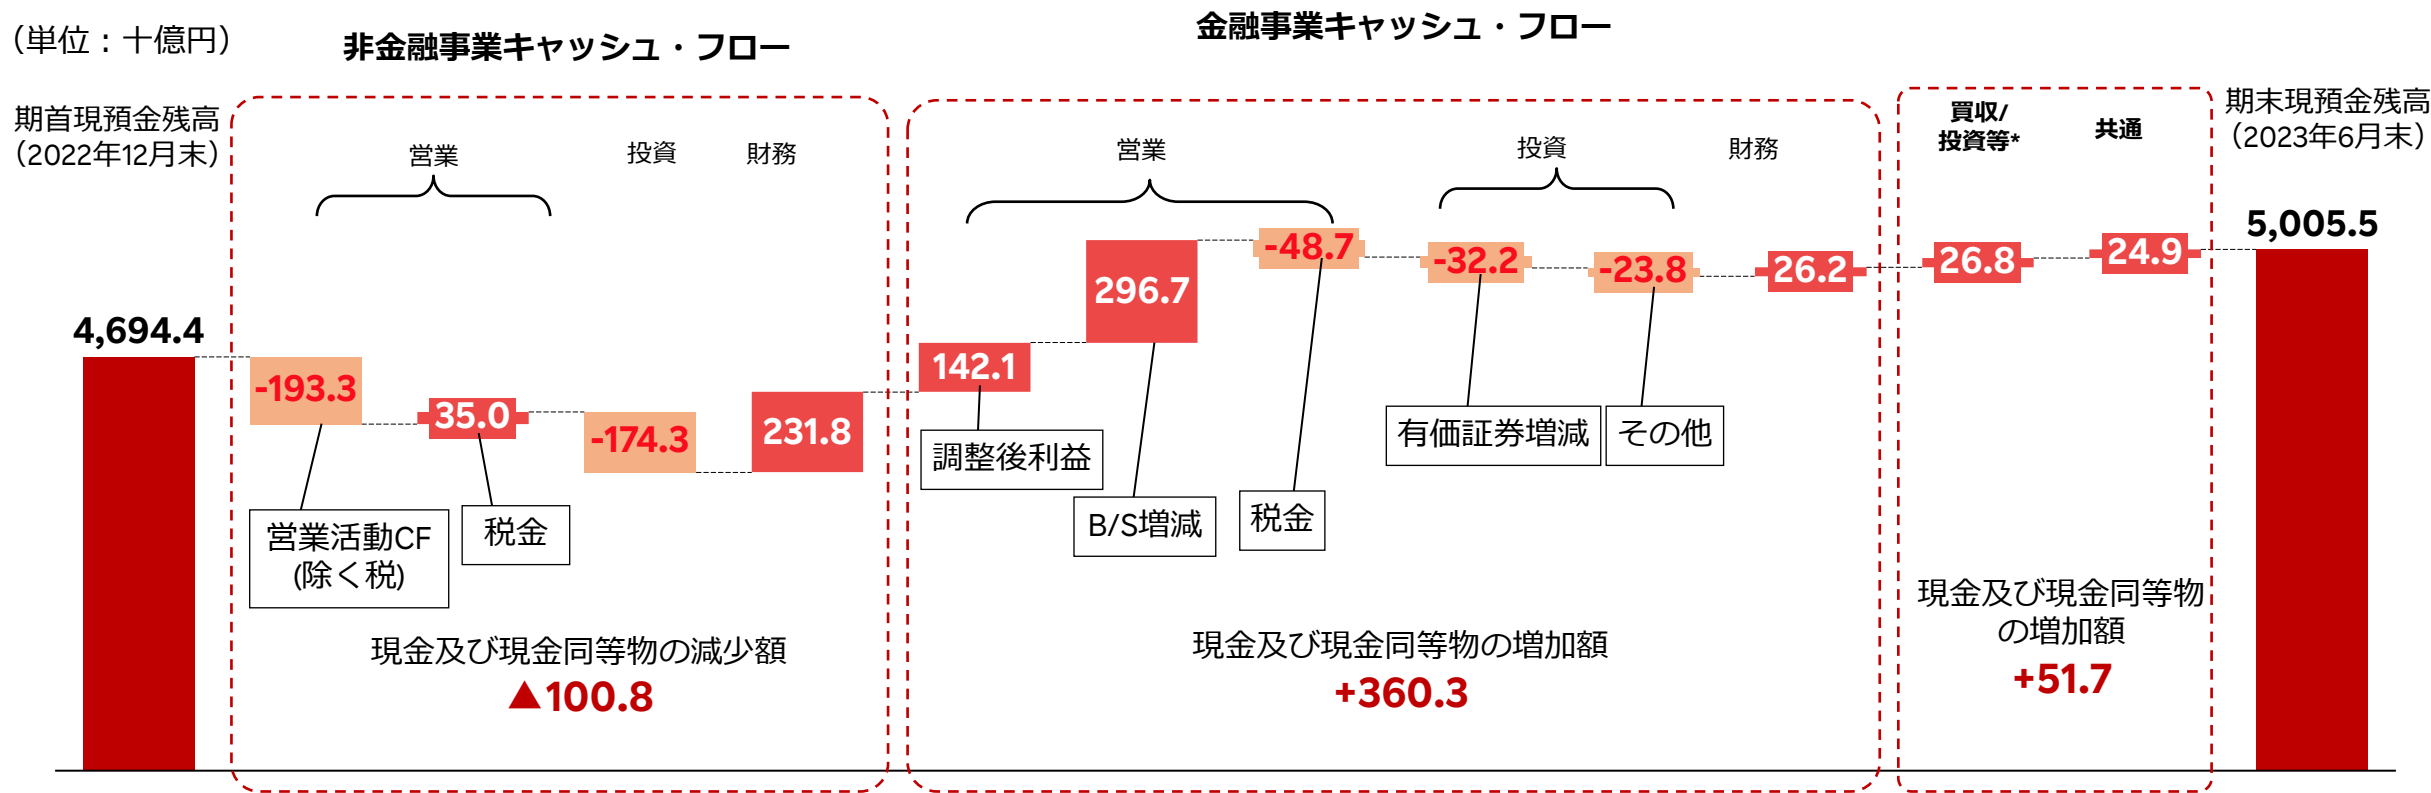 （単位：十億円）
非金融事業キャッシュ・フロー
金融事業キャッシュ・フロー
期首現預金残高
（2022年12月末）
営業
投資
財務
営業
投資
財務
買収/
投資等*
共通
期末現預金残高
（2023年6月末）
4,694.4
-193.3
35.0
-174.3
231.8
142.1
296.7
-48.7
-32.2
-23.8
26.2
26.8
24.9
5,005.5
営業活動CF
(除く税)
税金
調整後利益
B/S増減
税金
有価証券増減
その他
現金及び現金同等物の減少額
▲100.8
現金及び現金同等物の増加額
+360.3
現金及び現金同等物
の増加額
+51.7